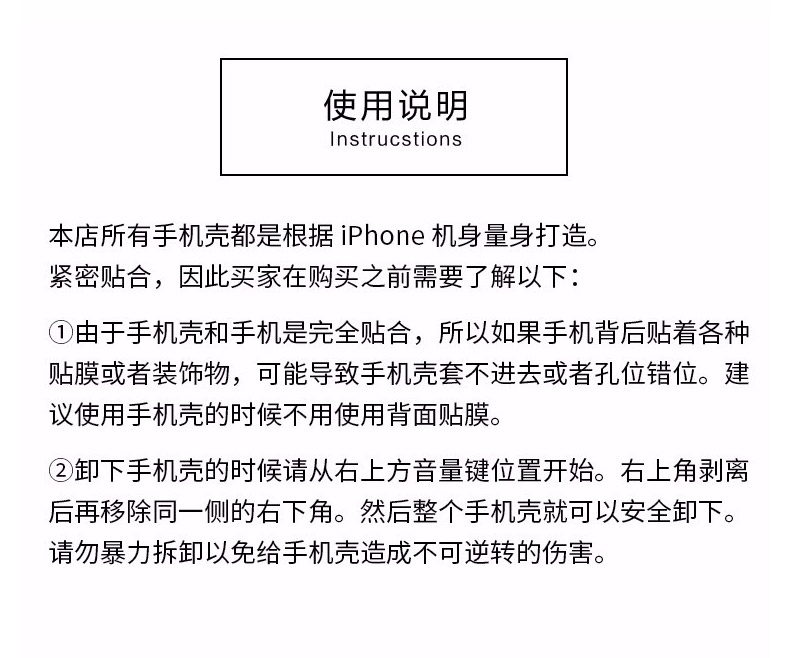 使用说明
Instrucstions
本店所有手机壳都是根据 iPhone 机身量身打造。
紧密贴合，因此买家在购买之前需要了解以下：
①由于手机壳和手机是完全贴合，所以如果手机背后贴着各种
贴膜或者装饰物，可能导致手机壳套不进去或者孔位错位。建
议使用手机壳的时候不用使用背面贴膜。
②卸下手机壳的时候请从右上方音量键位置开始。右上角剥离
后再移除同一侧的右下角。然后整个手机壳就可以安全卸下。
请勿暴力拆卸以免给手机壳造成不可逆转的伤害。